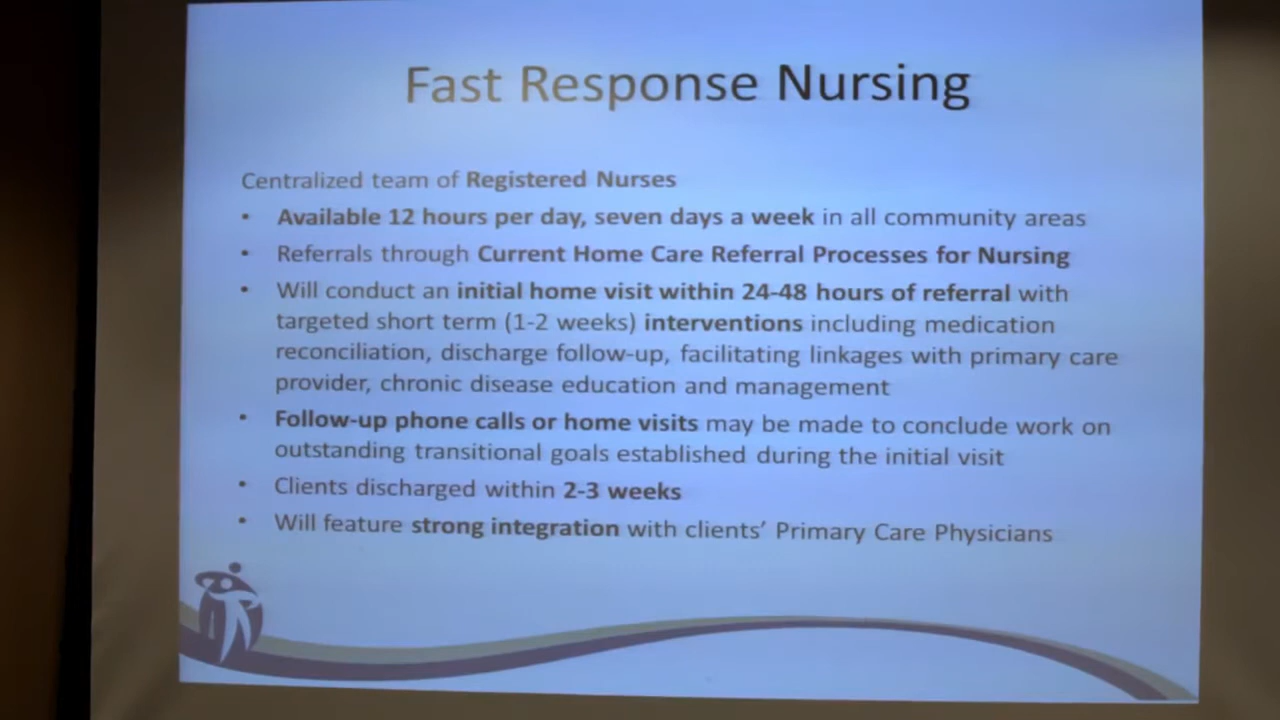 Fast Response Nursing
Centralized team of Registered Nurses
• Available 12 hours per day, seven days a week in all community areas
• Referrals through Current Home Care Referral Processes for Nursing
• Will conduct an initial home visit within 24-48 hours of referral with
targeted short term (1-2 weeks) interventions including medication
reconciliation, discharge follow-up, facilitating linkages with primary care
provider, chronic disease education and management
• Follow-up phone calls or home visits may be made to conclude work on
outstanding transitional goals established during the initial visit
• Clients discharged within 2-3 weeks
• Will feature strong integration with clients’ Primary Care Physicians